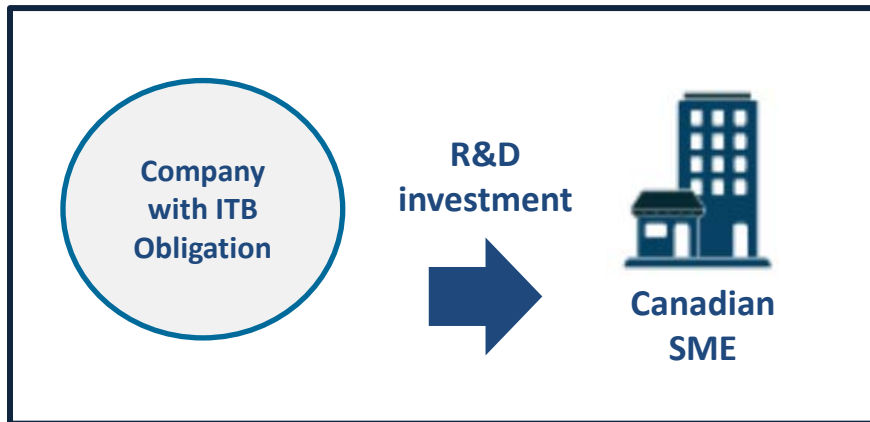 Company
with ITB
Obligation
R&D
investment
Canadian
SME